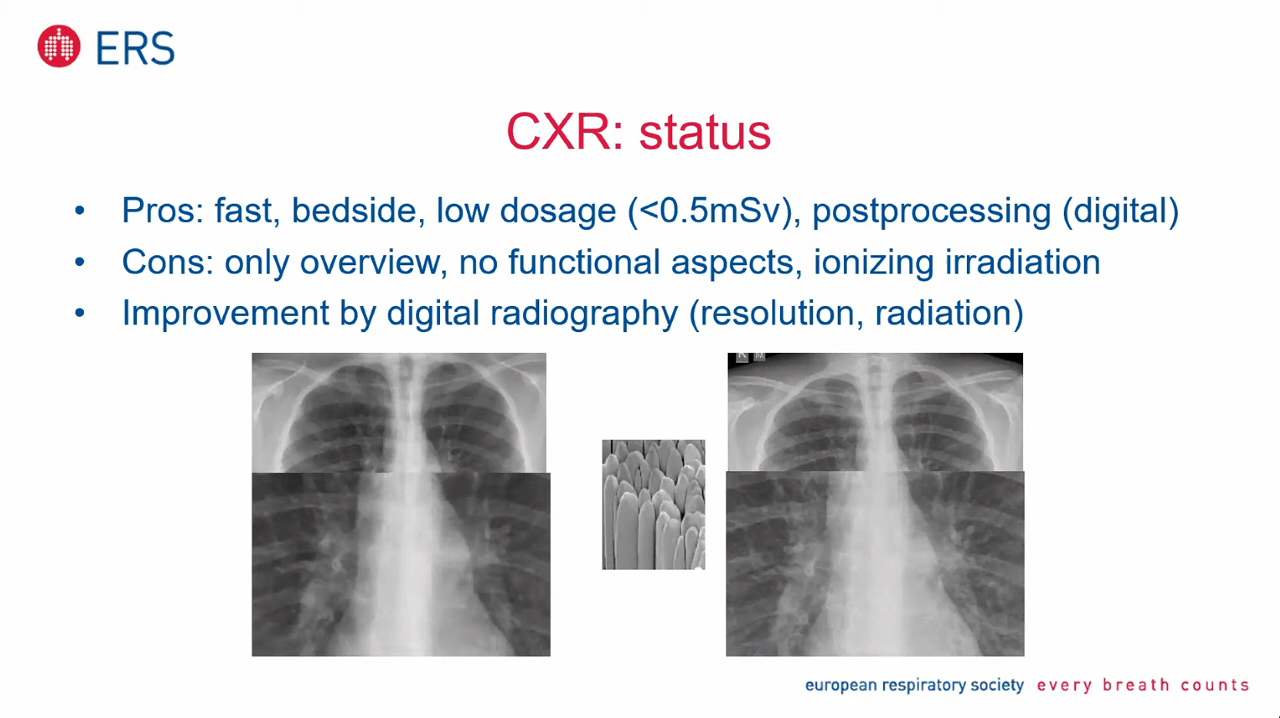 ERS
CXR: status
• Pros: fast, bedside, low dosage (<0.5mSv), postprocessing (digital)
• Cons: only overview, no functional aspects, ionizing irradiation
• Improvement by digital radiography (resolution, radiation)
PA
european respiratory society every breath counts